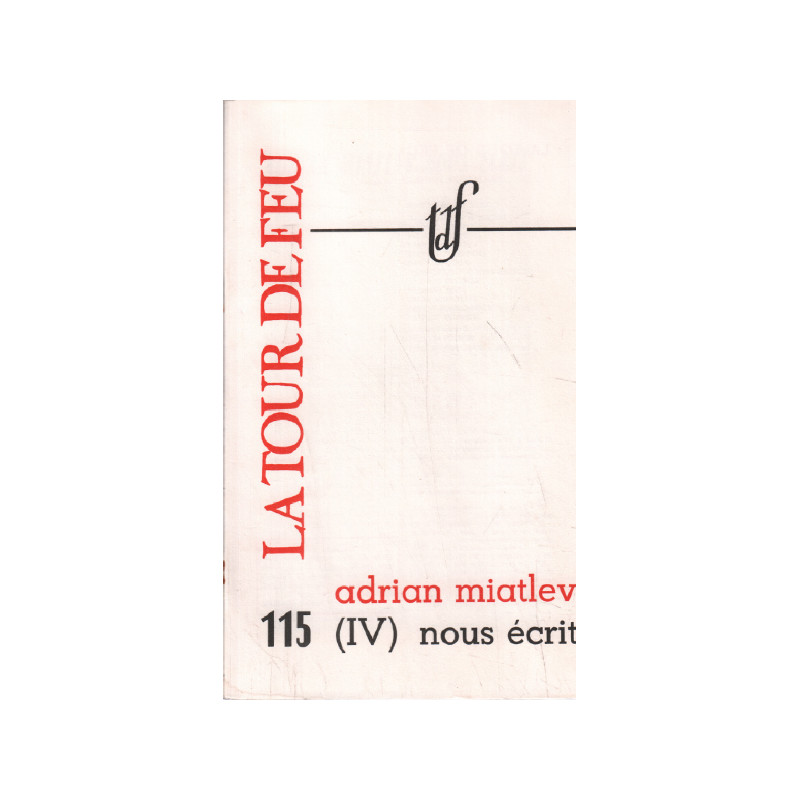 LA TOUR DE FEU
tdf
adrian miatlev
115 (IV) nous écrit